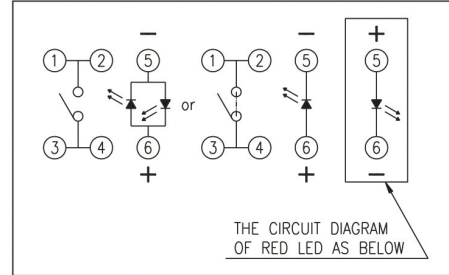 − − +
1 2 5 1 2 5 5
or
3 4 6 3 4 6 6
+ + −
THE CIRCUIT DIAGRAM
OF RED LED AS BELOW